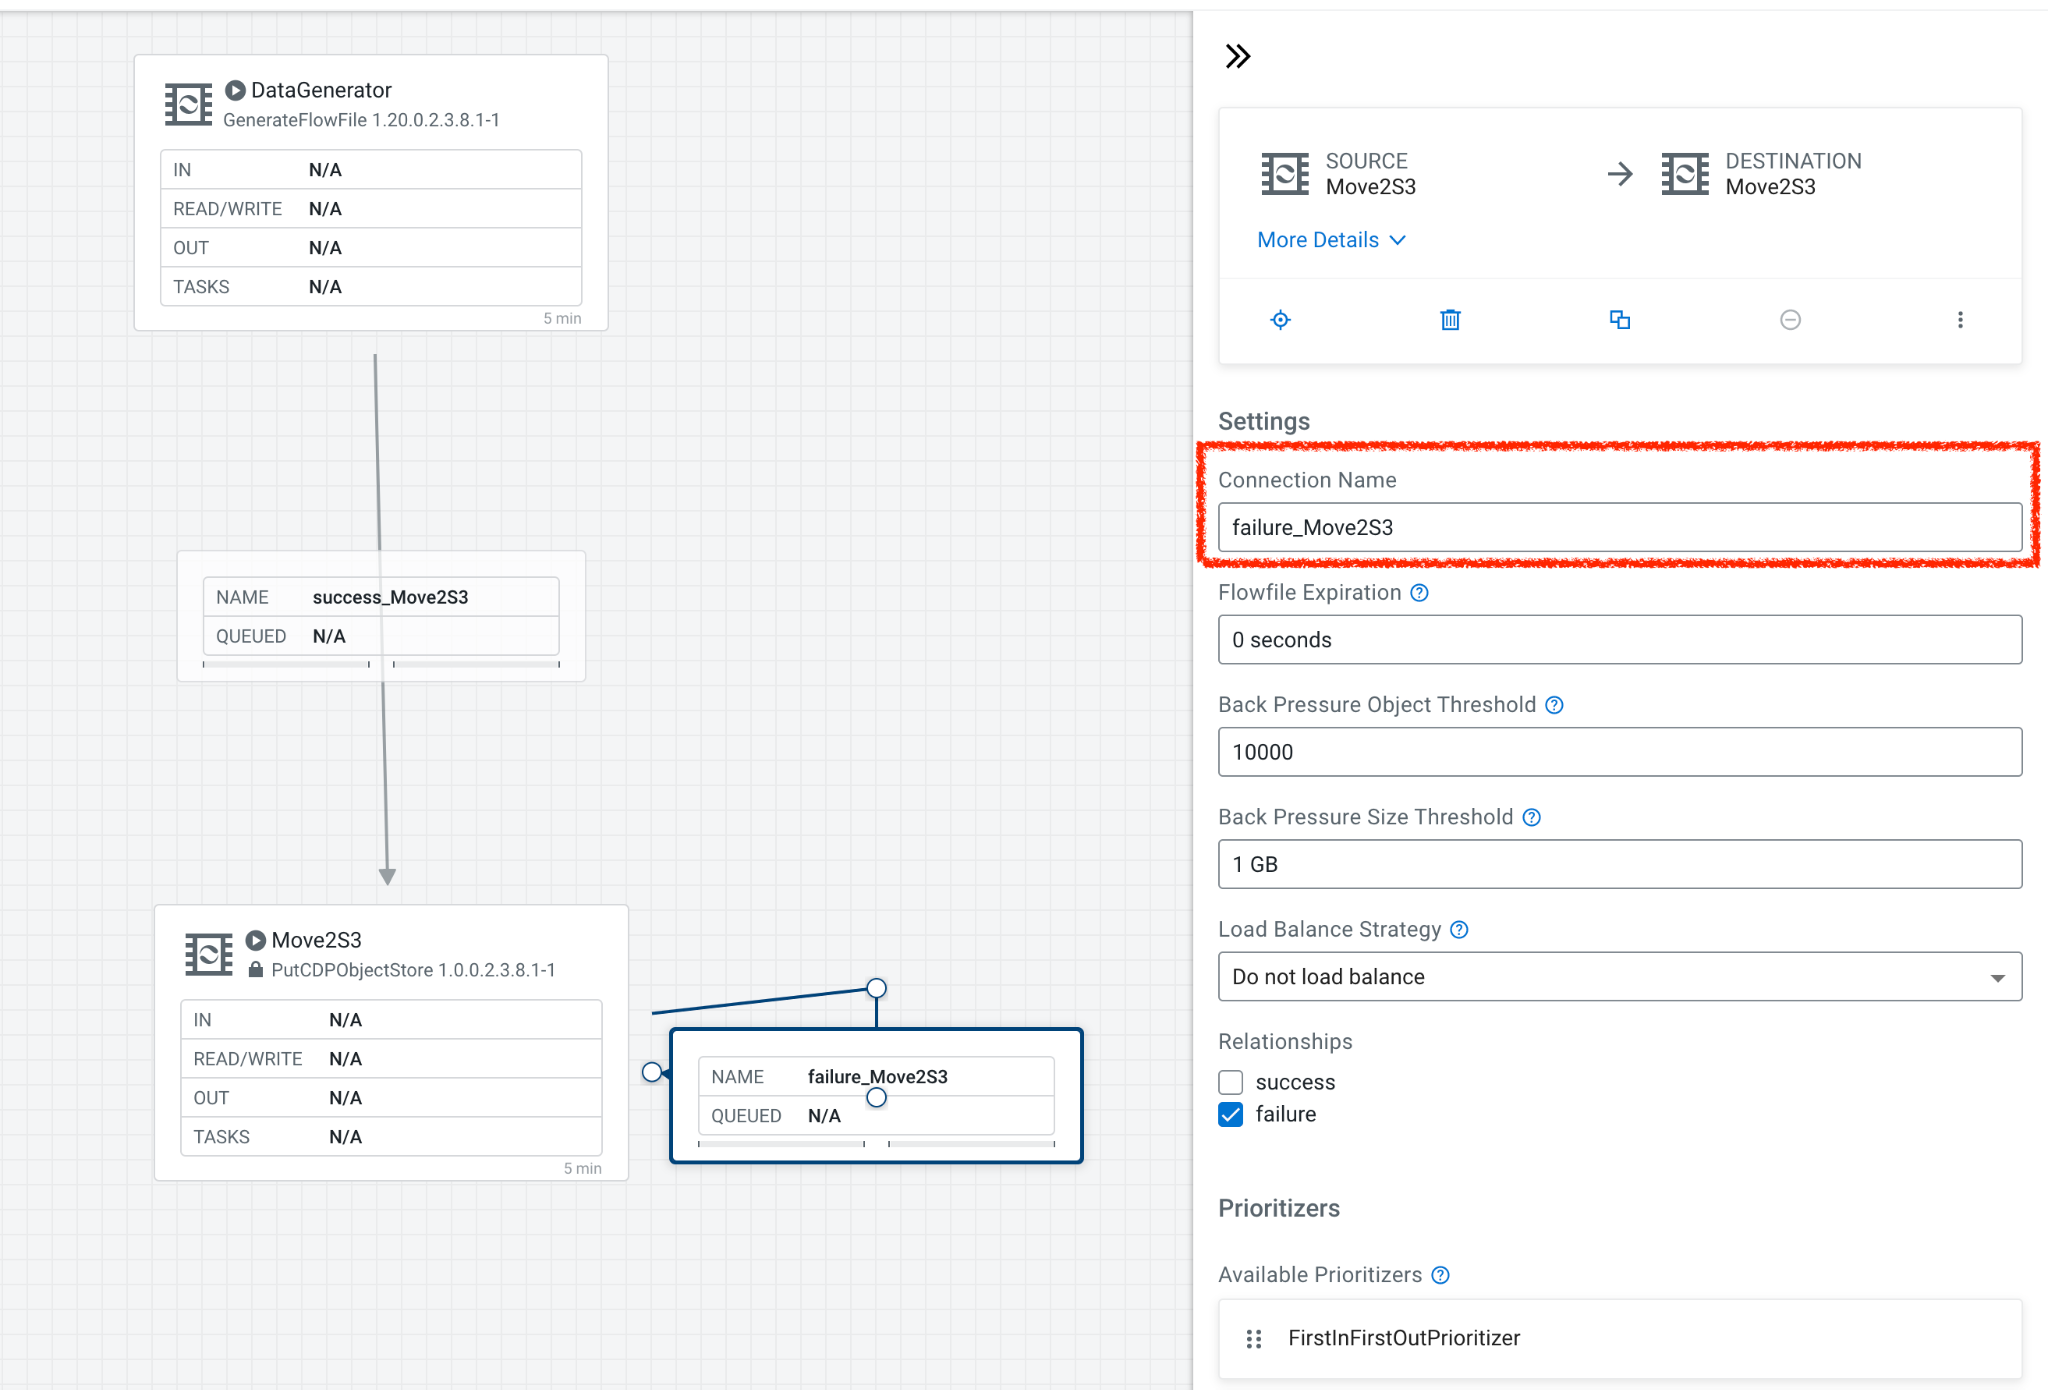 DataGenerator
GenerateFlowFile 1.20.0.2.3.8.1-1
IN N/A
READ/WRITE N/A
OUT N/A
TASKS N/A
5 min
NAME success_Move2S3
QUEUED N/A
Move2S3
PutCDPObjectStore 1.0.0.2.3.8.1-1
IN N/A
READ/WRITE N/A
OUT N/A
TASKS N/A
5 min
NAME failure_Move2S3
QUEUED N/A
SOURCE
Move2S3
DESTINATION
Move2S3
More Details
Settings
Connection Name
failure_Move2S3
Flowfile Expiration
0 seconds
Back Pressure Object Threshold
10000
Back Pressure Size Threshold
1 GB
Load Balance Strategy
Do not load balance
Relationships
success
failure
Prioritizers
Available Prioritizers
FirstInFirstOutPrioritizer